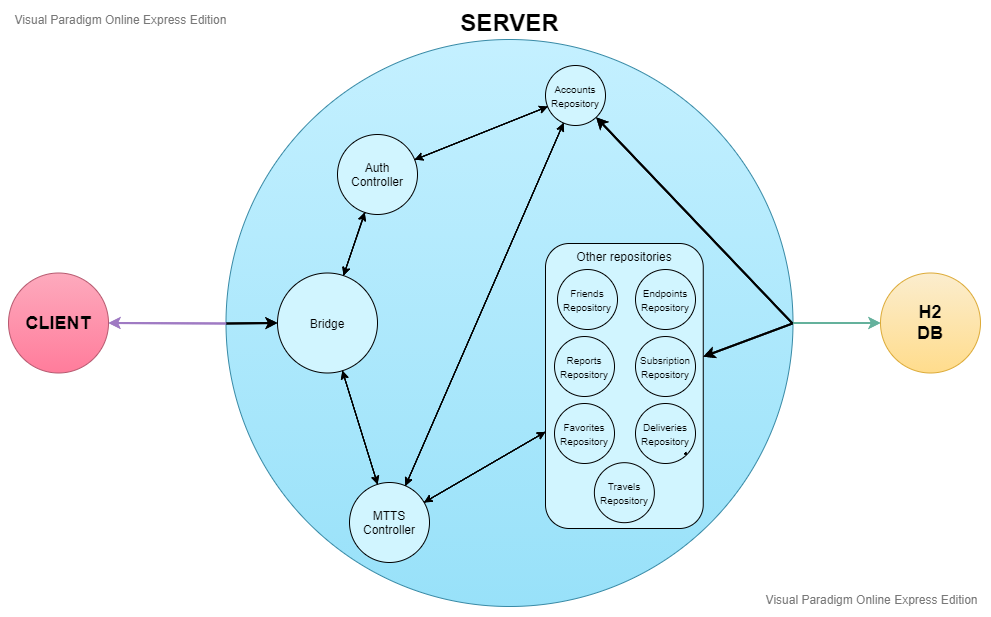 Visual Paradigm Online Express Edition
SERVER
Accounts
Repository
Auth
Controller
Other repositories
Friends
Repository
Endpoints
Repository
CLIENT
Bridge
H2
DB
Reports
Repository
Subsription
Repository
Favorites
Repository
Deliveries
Repository
Travels
Repository
MTTS
Controller
Visual Paradigm Online Express Edition